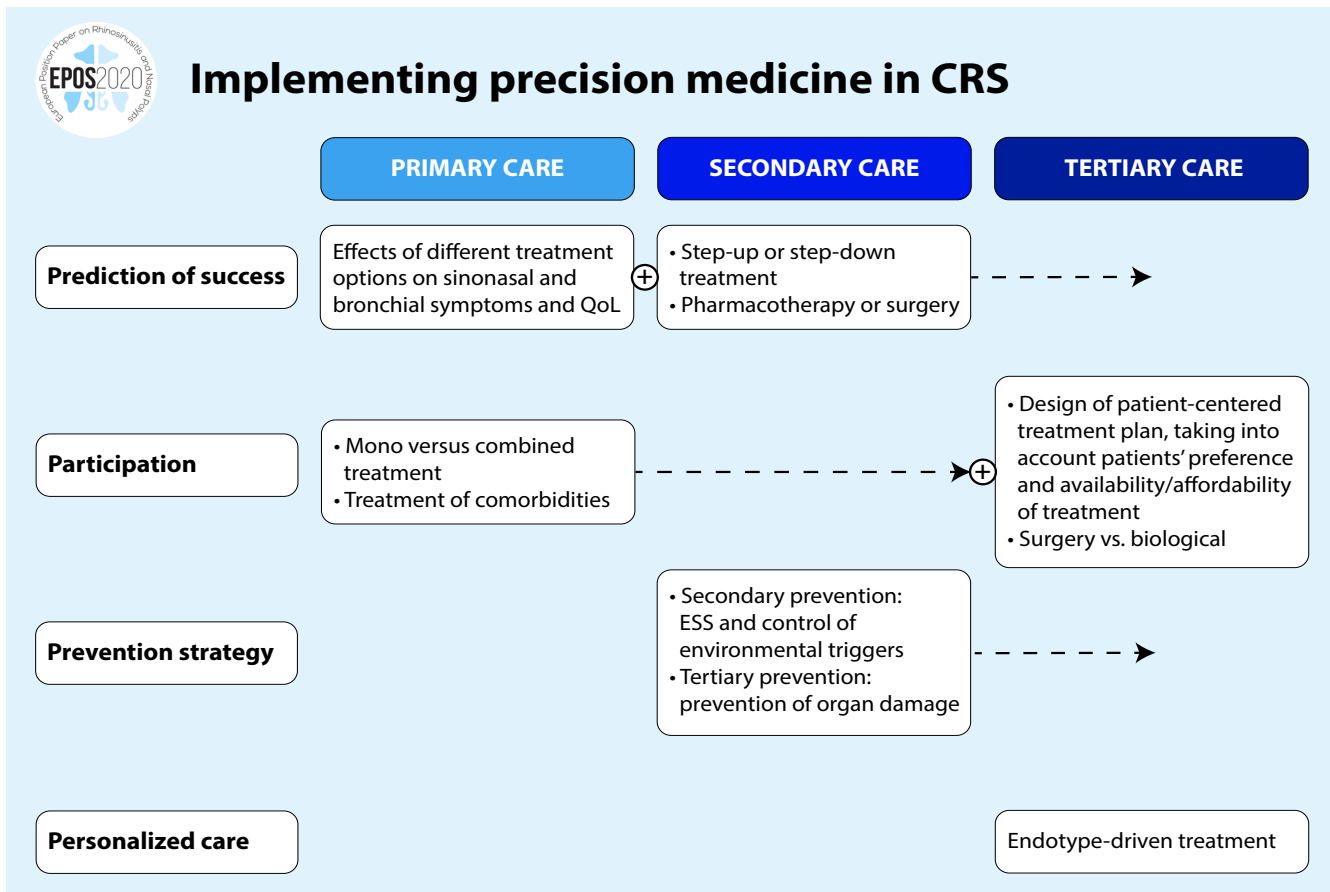 European Position Paper on Rhinosinusitis and Nasal Polyps
EPOS2020
Implementing precision medicine in CRS
PRIMARY CARE
SECONDARY CARE
TERTIARY CARE
Prediction of success
Effects of different treatment
options on sinonasal and
bronchial symptoms and QoL
+
• Step-up or step-down
treatment
• Pharmacotherapy or surgery
Participation
• Mono versus combined
treatment
• Treatment of comorbidities
+
• Design of patient-centered
treatment plan, taking into
account patients’ preference
and availability/affordability
of treatment
• Surgery vs. biological
Prevention strategy
• Secondary prevention:
ESS and control of
environmental triggers
• Tertiary prevention:
prevention of organ damage
Personalized care
Endotype-driven treatment